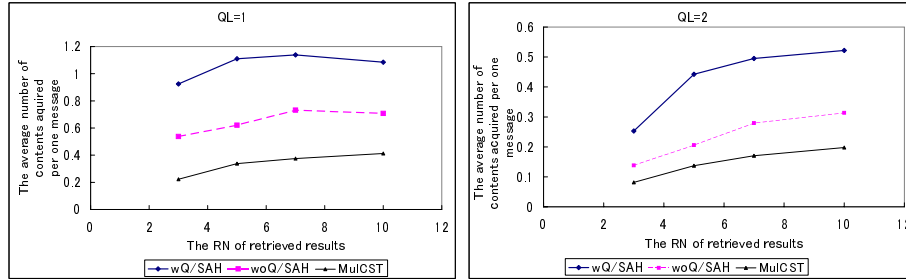 QL=1
The average number of
contents aquired
per one message
1.2
1
0.8
0.6
0.4
0.2
0
0 2 4 6 8 10 12
The RN of retrieved results
wQ/SAH woQ/SAH MulCST
QL=2
The average number of
contents acquired per one
message
0.6
0.5
0.4
0.3
0.2
0.1
0
0 2 4 6 8 10 12
The RN of retrieved results
wQ/SAH woQ/SAH MulCST